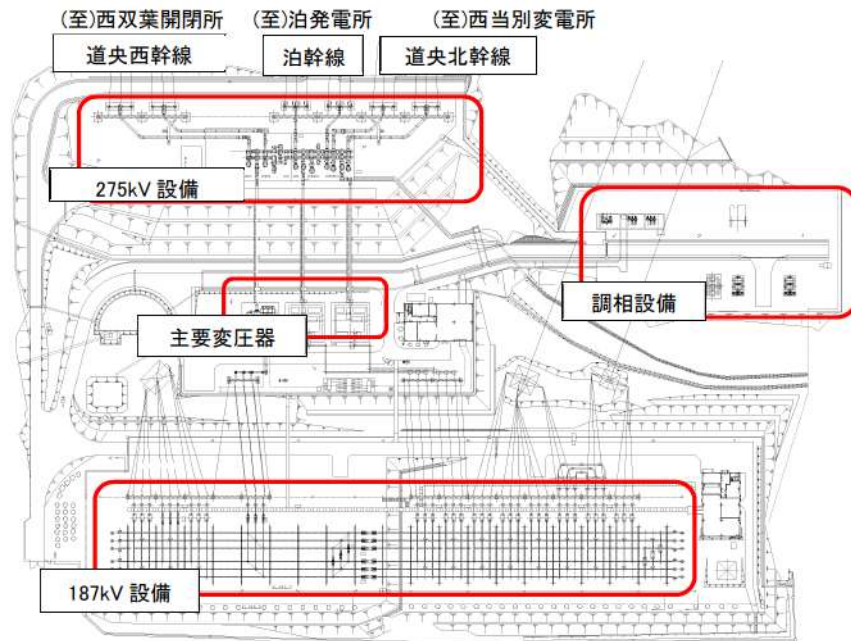 (至)西双葉開閉所 (至)泊発電所 (至)西当別変電所
道央西幹線 泊幹線 道央北幹線
275kV 設備
調相設備
主要変圧器
187kV 設備